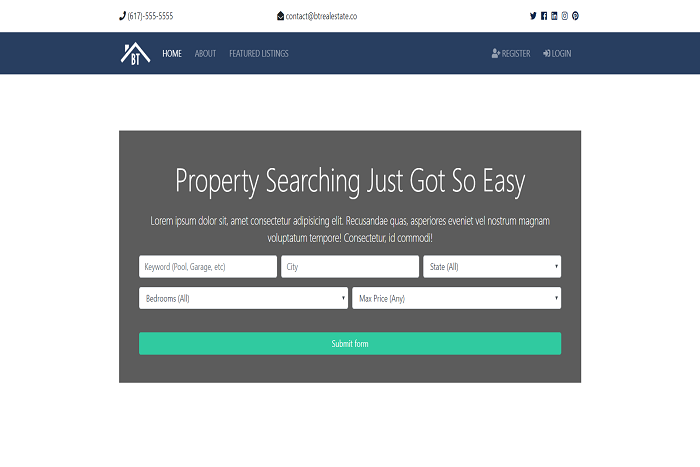 (617)-555-5555 contact@btrealestate.co
BT HOME ABOUT FEATURED LISTINGS REGISTER LOGIN
Property Searching Just Got So Easy
Lorem ipsum dolor sit, amet consectetur adipisicing elit. Recusandae quas, asperiores eveniet vel nostrum magnam
voluptatum tempore! Consectetur, id commodi!
Keyword (Pool, Garage, etc) City State (All)
Bedrooms (All) Max Price (Any)
Submit form